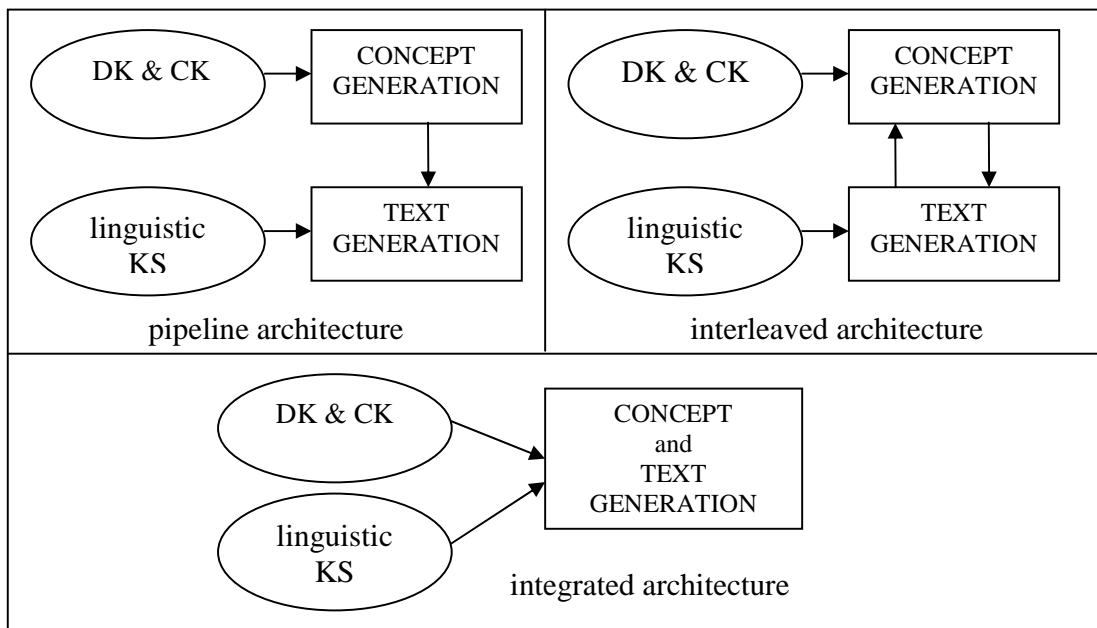 DK & CK
CONCEPT
GENERATION
linguistic
KS
TEXT
GENERATION
pipeline architecture
DK & CK
CONCEPT
GENERATION
linguistic
KS
TEXT
GENERATION
interleaved architecture
DK & CK
CONCEPT
and
TEXT
GENERATION
linguistic
KS
integrated architecture